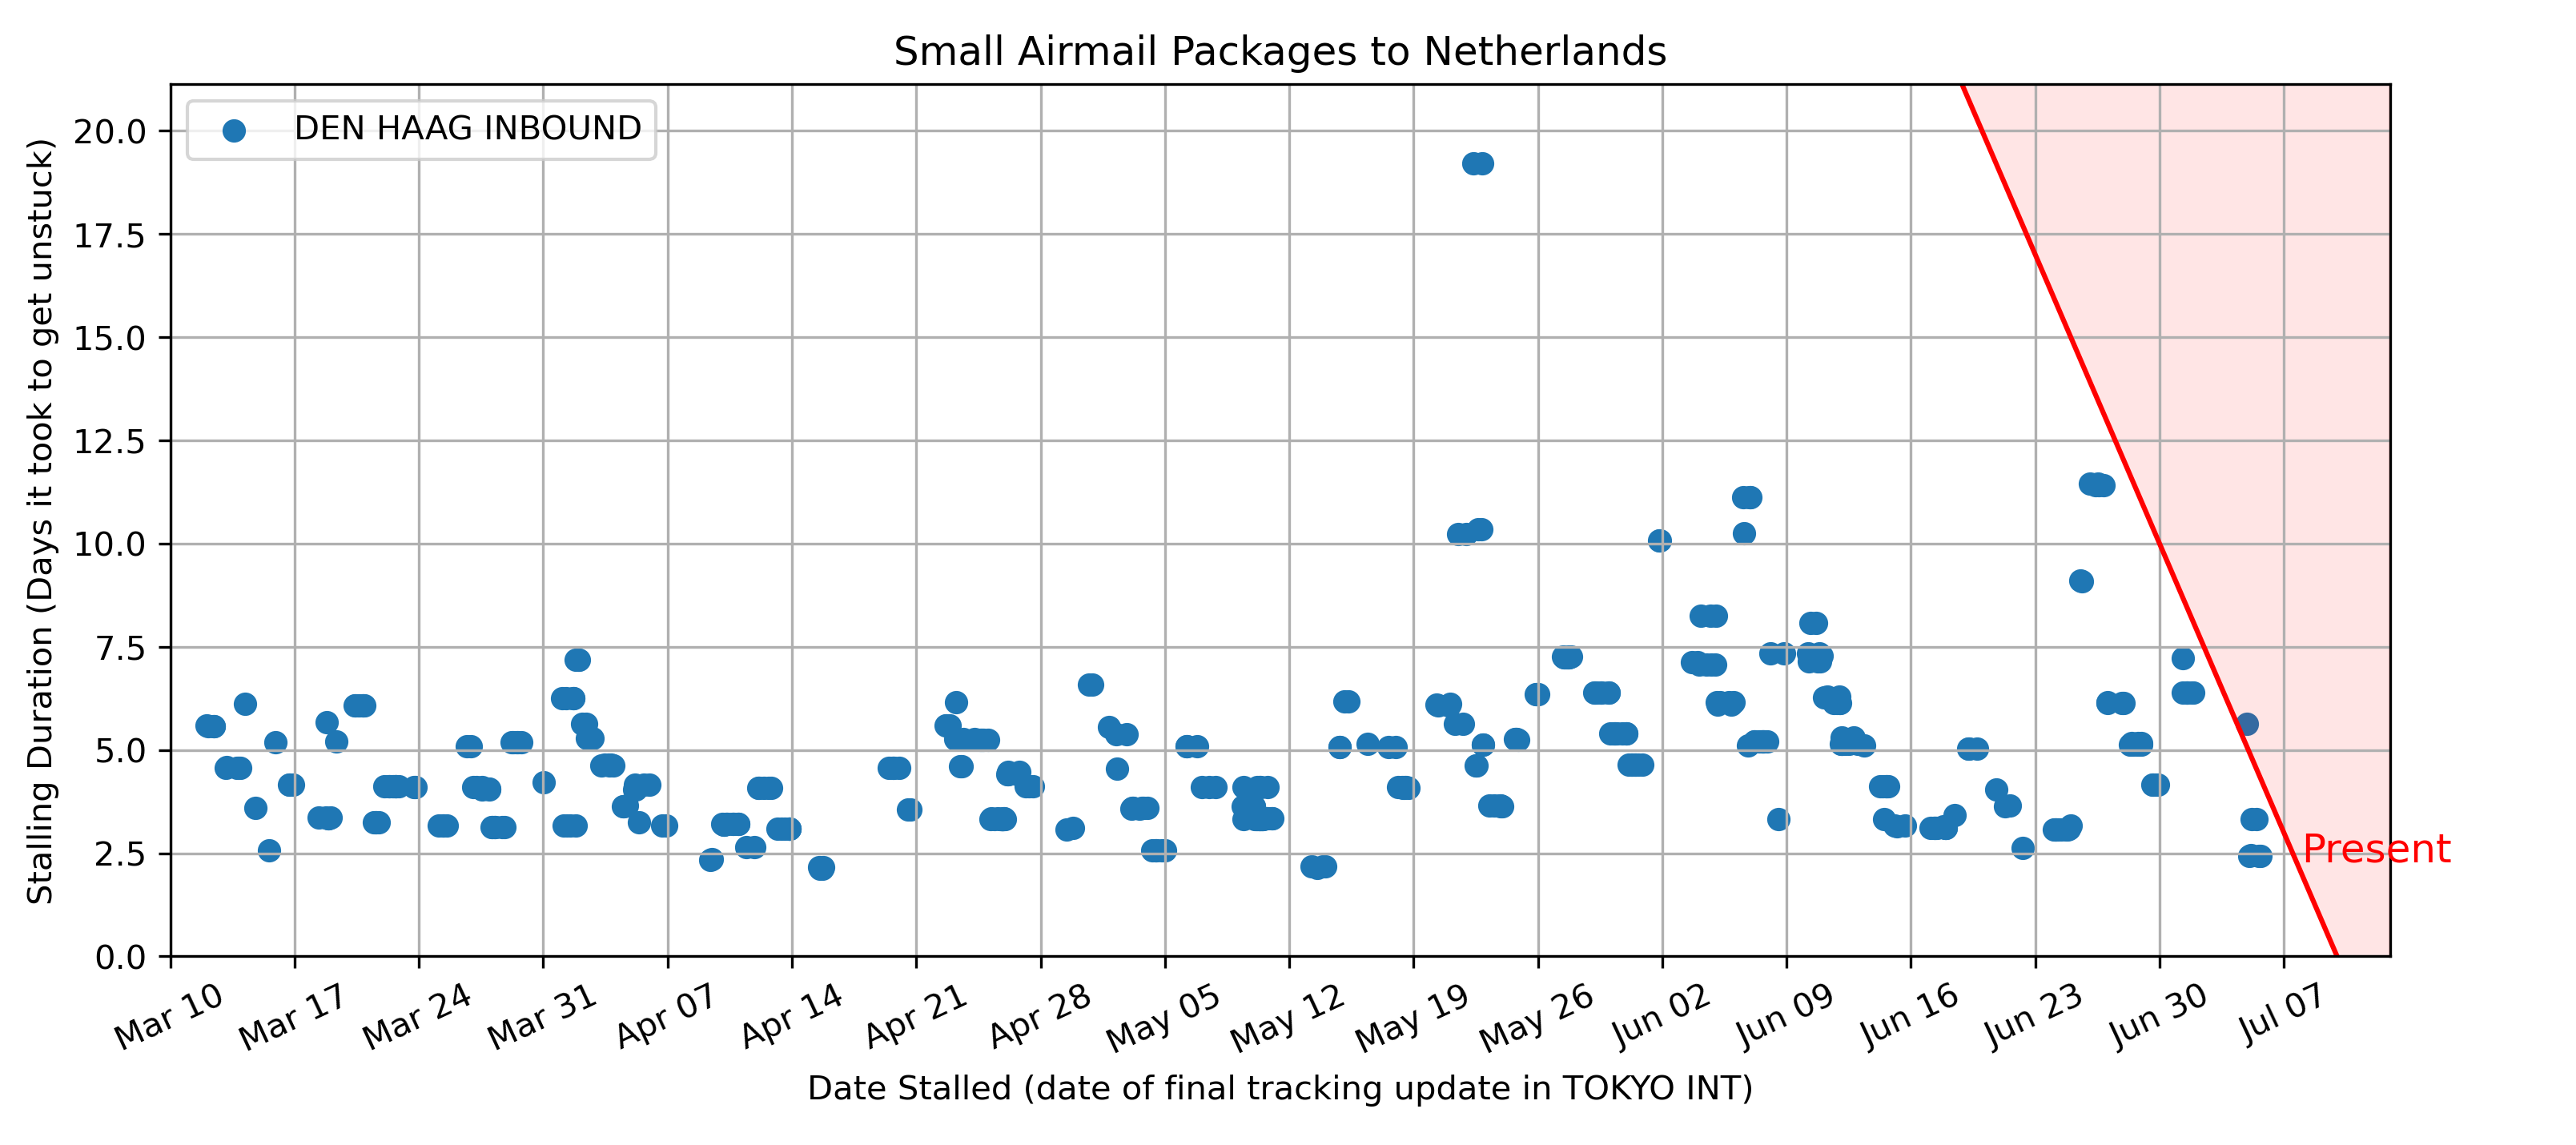 Small Airmail Packages to Netherlands
DEN HAAG INBOUND
Stalling Duration (Days it took to get unstuck)
20.0
17.5
15.0
12.5
10.0
7.5
5.0
2.5
0.0
Present
Mar 10
Mar 17
Mar 24
Mar 31
Apr 07
Apr 14
Apr 21
Apr 28
May 05
May 12
May 19
May 26
Jun 02
Jun 09
Jun 16
Jun 23
Jun 30
Jul 07
Date Stalled (date of final tracking update in TOKYO INT)